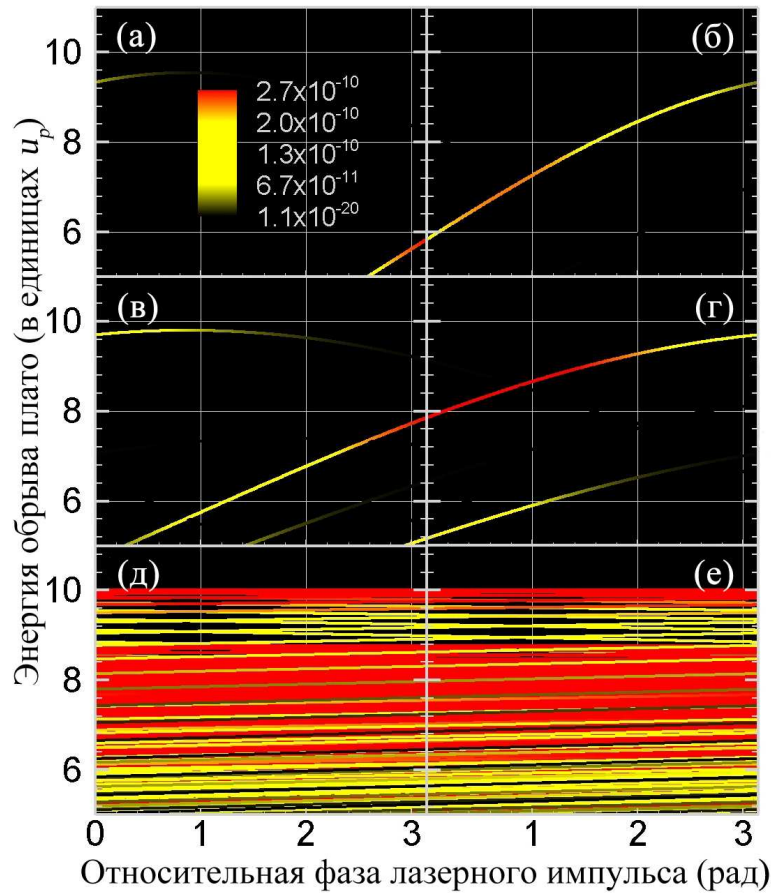 (а)
(б)
10
2.7x10⁻¹⁰
2.0x10⁻¹⁰
1.3x10⁻¹⁰
6.7x10⁻¹¹
1.1x10⁻²⁰
8
6
(в)
(г)
10
8
6
(д)
(е)
10
8
6
0 1 2 3 1 2 3
Энергия обрыва плато (в единицах uₚ)
Относительная фаза лазерного импульса (рад)